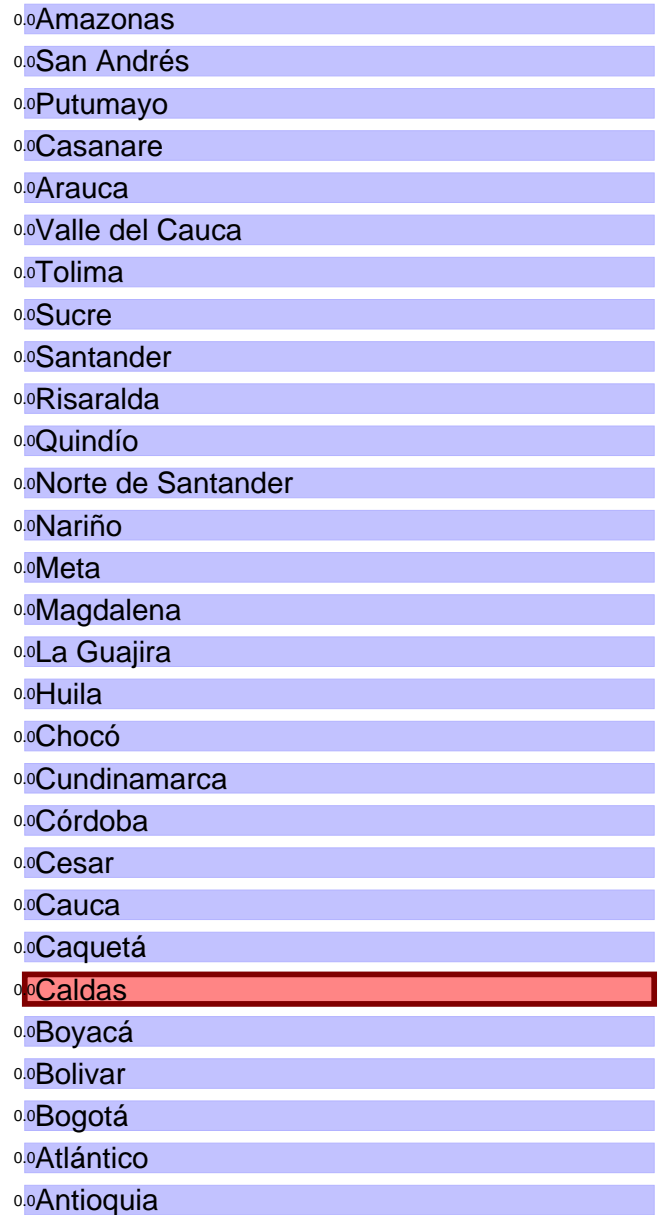 0.0Amazonas
0.0San Andrés
0.0Putumayo
0.0Casanare
0.0Arauca
0.0Valle del Cauca
0.0Tolima
0.0Sucre
0.0Santander
0.0Risaralda
0.0Quindío
0.0Norte de Santander
0.0Nariño
0.0Meta
0.0Magdalena
0.0La Guajira
0.0Huila
0.0Chocó
0.0Cundinamarca
0.0Córdoba
0.0Cesar
0.0Cauca
0.0Caquetá
0.0Caldas
0.0Boyacá
0.0Bolivar
0.0Bogotá
0.0Atlántico
0.0Antioquia